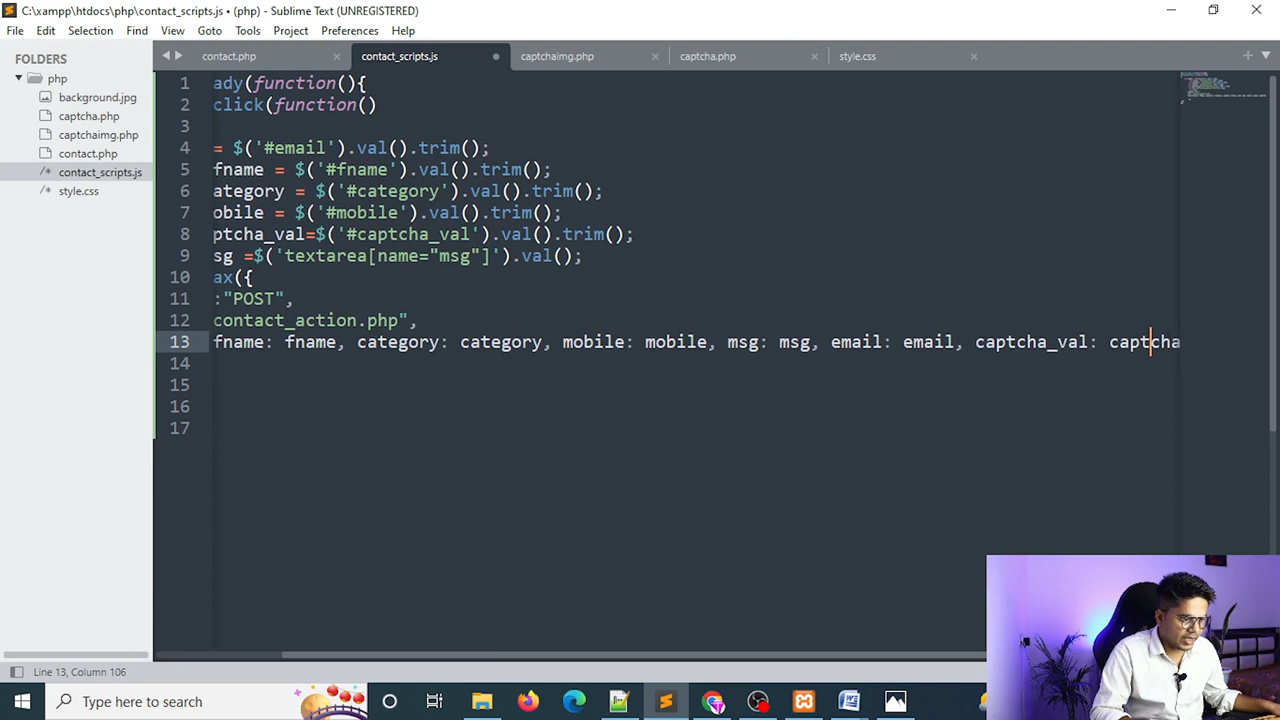 C:\xampp\htdocs\php\contact_scripts.js • (php) - Sublime Text (UNREGISTERED)
File Edit Selection Find View Goto Tools Project Preferences Help
FOLDERS
php
background.jpg
captcha.php
captchaimg.php
contact.php
/* contact_scripts.js
style.css
contact.php contact_scripts.js captchaimg.php captcha.php style.css
1 ady(function(){
2 click(function()
3
4 = $('#email').val().trim();
5 fname = $('#fname').val().trim();
6 ategory = $('#category').val().trim();
7 obile = $('#mobile').val().trim();
8 ptcha_val=$('#captcha_val').val().trim();
9 sg =$('textarea[name="msg"]').val();
10 ax({
11 :"POST",
12 contact_action.php",
13 fname: fname, category: category, mobile: mobile, msg: msg, email: email, captcha_val: captcha
14
15
16
17
Line 13, Column 106
Type here to search